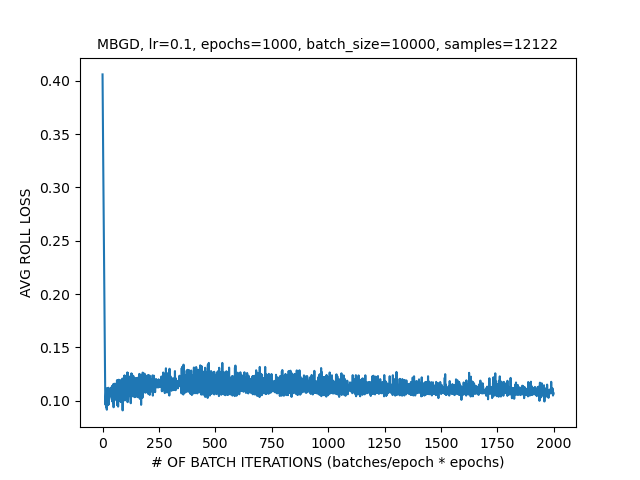 MBGD, lr=0.1, epochs=1000, batch_size=10000, samples=12122
AVG ROLL LOSS
0.40
0.35
0.30
0.25
0.20
0.15
0.10
0 250 500 750 1000 1250 1500 1750 2000
# OF BATCH ITERATIONS (batches/epoch * epochs)